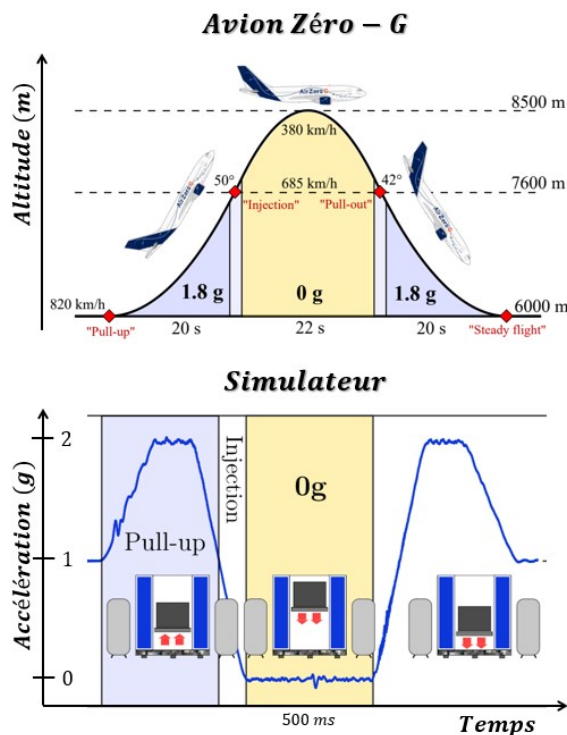 Avion Zéro – G
Altitude (m)
8500 m
380 km/h
50°
685 km/h
42°
7600 m
"Injection"
"Pull-out"
1.8 g
0 g
1.8 g
820 km/h
6000 m
"Pull-up"
20 s
22 s
20 s
"Steady flight"
Simulateur
Accélération (g)
2
1
0
Pull-up
Injection
0g
500 ms
Temps